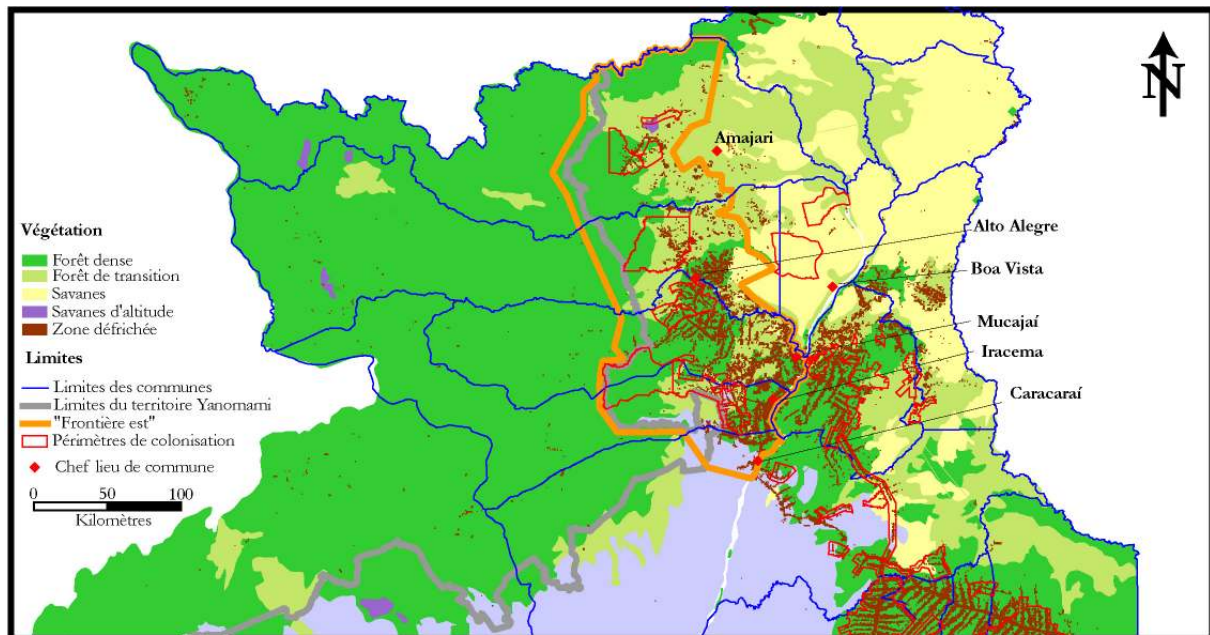 N
Amajari
Alto Alegre
Boa Vista
Mucajaí
Iracema
Caracaraí
Végétation
Forêt dense
Forêt de transition
Savanes
Savanes d'altitude
Zone défrichée
Limites
Limites des communes
Limites du territoire Yanomami
"Frontière est"
Périmètres de colonisation
Chef lieu de commune
0 50 100
Kilomètres